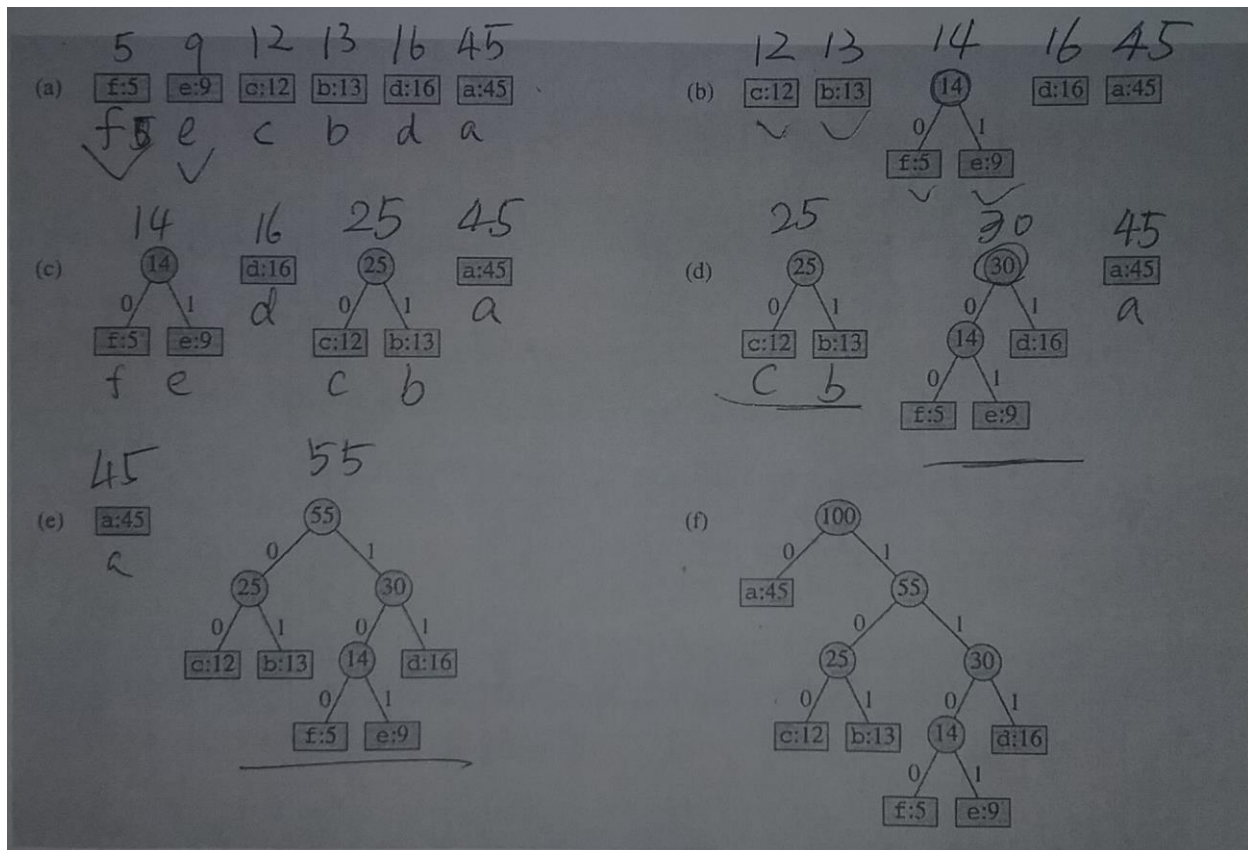 5 9 12 13 16 45
(a) f:5 e:9 c:12 b:13 d:16 a:45
f e c b d a
12 13 14 16 45
(b) c:12 b:13 14 d:16 a:45
0 1
f:5 e:9
14 16 25 45
(c) 14 d:16 25 a:45
0 1 d 0 1 a
f:5 e:9 c:12 b:13
f e c b
25 30 45
(d) 25 30 a:45
0 1 0 1 a
c:12 b:13 14 d:16
c b 0 1
f:5 e:9
45 55
(e) a:45 55
a 0 1
25 30
0 1 0 1
c:12 b:13 14 d:16
0 1
f:5 e:9
(f) 100
0 1
a:45 55
0 1
25 30
0 1 0 1
c:12 b:13 14 d:16
0 1
f:5 e:9